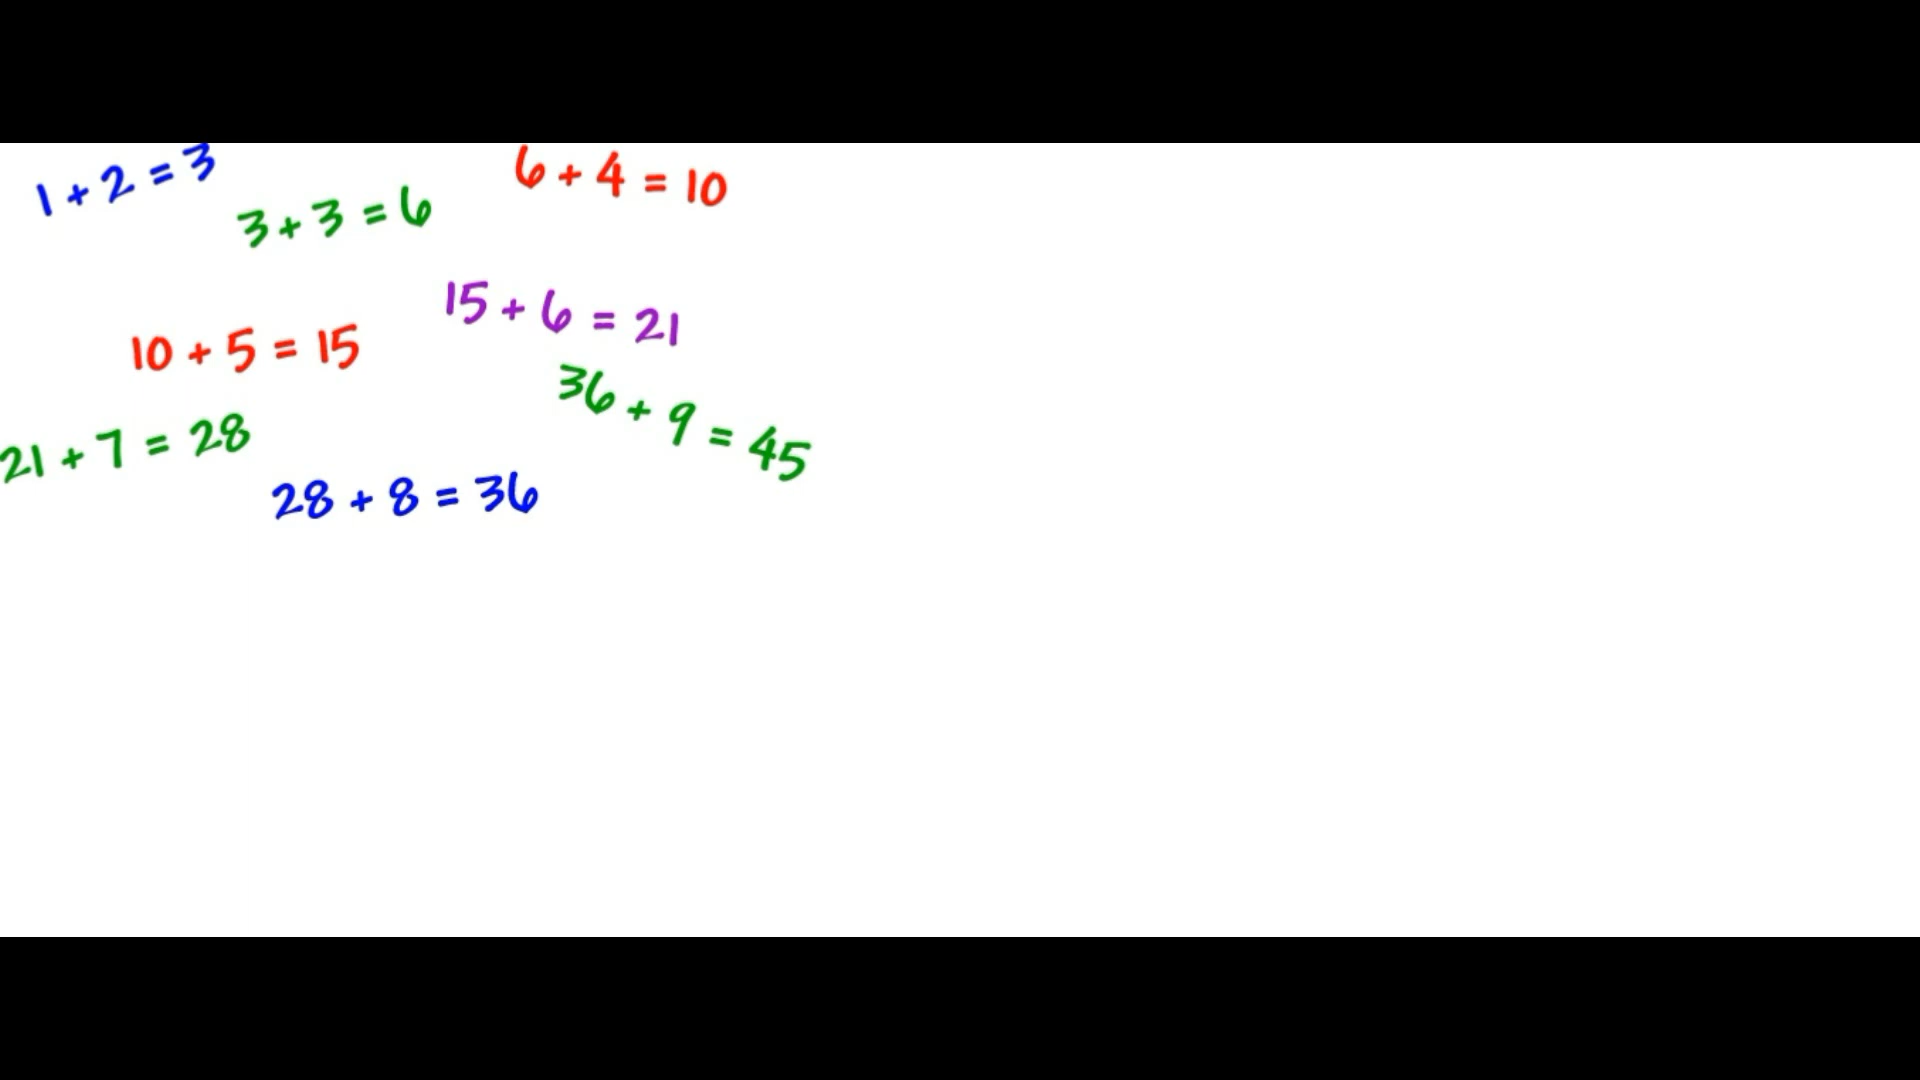 1 + 2 = 3
3 + 3 = 6
6 + 4 = 10
10 + 5 = 15
15 + 6 = 21
21 + 7 = 28
28 + 8 = 36
36 + 9 = 45